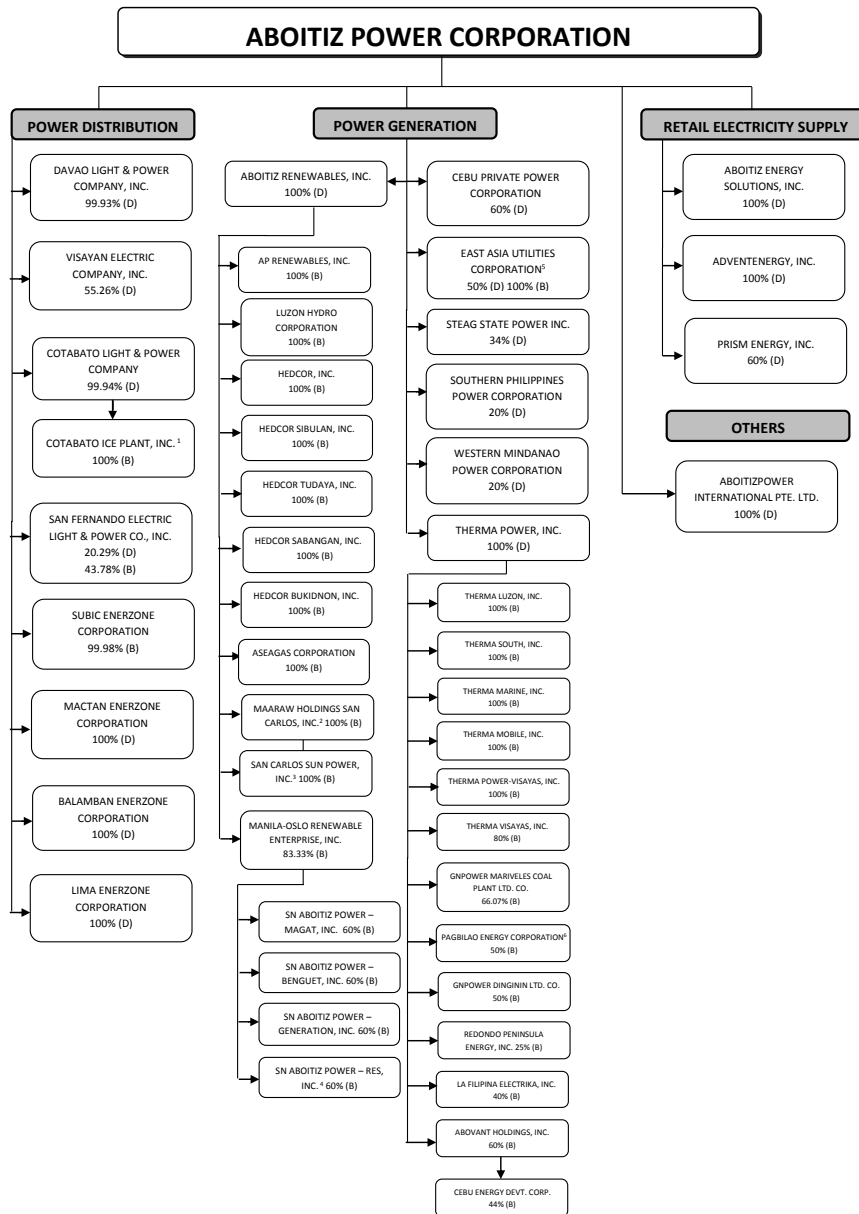 ABOITIZ POWER CORPORATION
POWER DISTRIBUTION
DAVAO LIGHT & POWER
COMPANY, INC.
99.93% (D)
VISAYAN ELECTRIC
COMPANY, INC.
55.26% (D)
COTABATO LIGHT & POWER
COMPANY
99.94% (D)
COTABATO ICE PLANT, INC. 1
100% (B)
SAN FERNANDO ELECTRIC
LIGHT & POWER CO., INC.
20.29% (D)
43.78% (B)
SUBIC ENERZONE
CORPORATION
99.98% (B)
MACTAN ENERZONE
CORPORATION
100% (D)
BALAMBAN ENERZONE
CORPORATION
100% (D)
LIMA ENERZONE
CORPORATION
100% (D)
POWER GENERATION
ABOITIZ RENEWABLES, INC.
100% (D)
AP RENEWABLES, INC.
100% (B)
LUZON HYDRO
CORPORATION
100% (B)
HEDCOR, INC.
100% (B)
HEDCOR SIBULAN, INC.
100% (B)
HEDCOR TUDAYA, INC.
100% (B)
HEDCOR SABANGAN, INC.
100% (B)
HEDCOR BUKIDNON, INC.
100% (B)
ASEAGAS CORPORATION
100% (B)
MAARAW HOLDINGS SAN
CARLOS, INC.2 100% (B)
SAN CARLOS SUN POWER,
INC.3 100% (B)
MANILA-OSLO RENEWABLE
ENTERPRISE, INC.
83.33% (B)
SN ABOITIZ POWER –
MAGAT, INC. 60% (B)
SN ABOITIZ POWER –
BENGUET, INC. 60% (B)
SN ABOITIZ POWER –
GENERATION, INC. 60% (B)
SN ABOITIZ POWER – RES,
INC. 4 60% (B)
CEBU PRIVATE POWER
CORPORATION
60% (D)
EAST ASIA UTILITIES
CORPORATION5
50% (D) 100% (B)
STEAG STATE POWER INC.
34% (D)
SOUTHERN PHILIPPINES
POWER CORPORATION
20% (D)
WESTERN MINDANAO
POWER CORPORATION
20% (D)
THERMA POWER, INC.
100% (D)
THERMA LUZON, INC.
100% (B)
THERMA SOUTH, INC.
100% (B)
THERMA MARINE, INC.
100% (B)
THERMA MOBILE, INC.
100% (B)
THERMA POWER-VISAYAS, INC.
100% (B)
THERMA VISAYAS, INC.
80% (B)
GNPOWER MARIVELES COAL
PLANT LTD. CO.
66.07% (B)
PAGBILAO ENERGY CORPORATION6
50% (B)
GNPOWER DINGININ LTD. CO.
50% (B)
REDONDO PENINSULA
ENERGY, INC. 25% (B)
LA FILIPINA ELECTRIKA, INC.
40% (B)
ABOVANT HOLDINGS, INC.
60% (B)
CEBU ENERGY DEVT. CORP.
44% (B)
RETAIL ELECTRICITY SUPPLY
ABOITIZ ENERGY
SOLUTIONS, INC.
100% (D)
ADVENTENERGY, INC.
100% (D)
PRISM ENERGY, INC.
60% (D)
OTHERS
ABOITIZPOWER
INTERNATIONAL PTE. LTD.
100% (D)